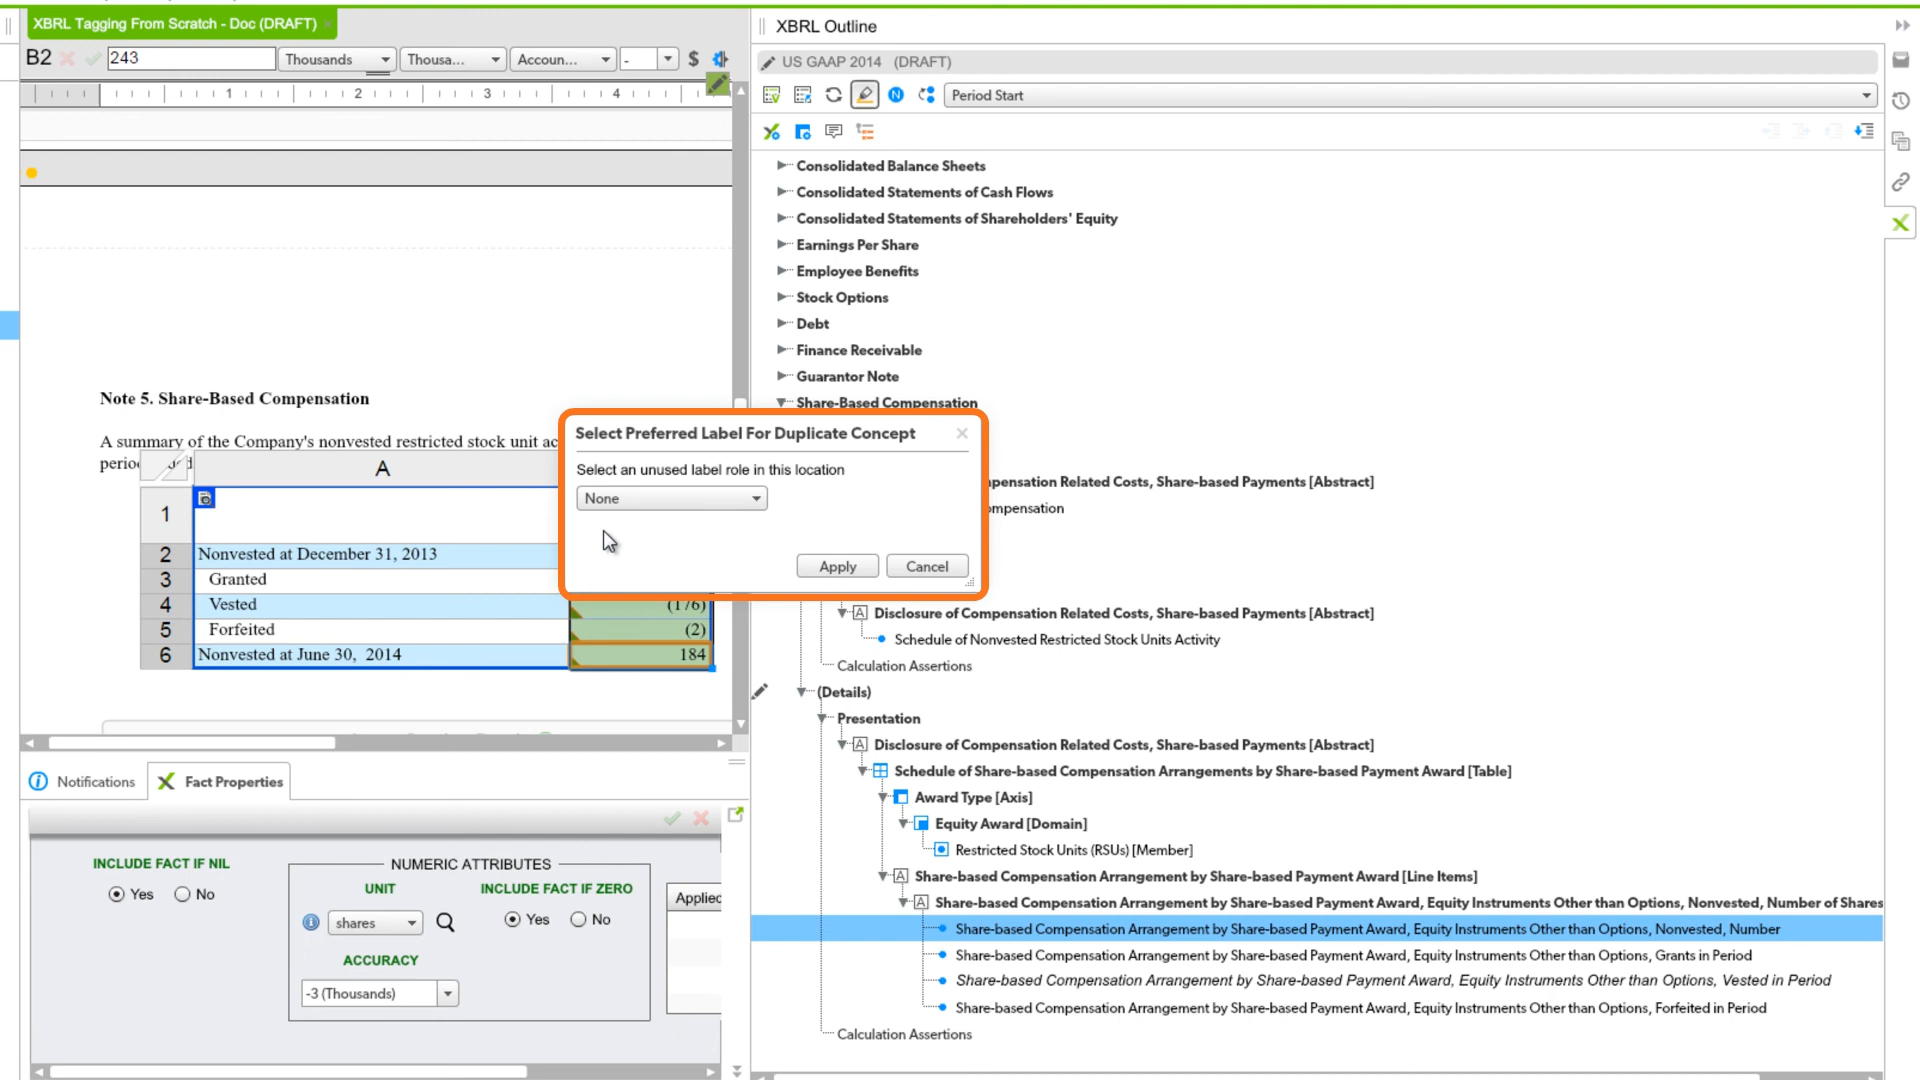 XBRL Tagging From Scratch - Doc (DRAFT)
B2
243
Thousands
Thousa...
Accoun...
-
$
1
2
3
4
Note 5. Share-Based Compensation
A summary of the Company's nonvested restricted stock unit ac
A
1
2 Nonvested at December 31, 2013
3 Granted
4 Vested (176)
5 Forfeited (2)
6 Nonvested at June 30, 2014 184
Select Preferred Label For Duplicate Concept
Select an unused label role in this location
None
Apply
Cancel
Notifications
Fact Properties
INCLUDE FACT IF NIL
Yes
No
NUMERIC ATTRIBUTES
UNIT
shares
INCLUDE FACT IF ZERO
Yes
No
ACCURACY
-3 (Thousands)
Applied
XBRL Outline
US GAAP 2014 (DRAFT)
N
Period Start
Consolidated Balance Sheets
Consolidated Statements of Cash Flows
Consolidated Statements of Shareholders' Equity
Earnings Per Share
Employee Benefits
Stock Options
Debt
Finance Receivable
Guarantor Note
Share-Based Compensation
pensation Related Costs, Share-based Payments [Abstract]
ompensation
A Disclosure of Compensation Related Costs, Share-based Payments [Abstract]
Schedule of Nonvested Restricted Stock Units Activity
Calculation Assertions
(Details)
Presentation
A Disclosure of Compensation Related Costs, Share-based Payments [Abstract]
Schedule of Share-based Compensation Arrangements by Share-based Payment Award [Table]
Award Type [Axis]
Equity Award [Domain]
Restricted Stock Units (RSUs) [Member]
A Share-based Compensation Arrangement by Share-based Payment Award [Line Items]
A Share-based Compensation Arrangement by Share-based Payment Award, Equity Instruments Other than Options, Nonvested, Number of Shares
Share-based Compensation Arrangement by Share-based Payment Award, Equity Instruments Other than Options, Nonvested, Number
Share-based Compensation Arrangement by Share-based Payment Award, Equity Instruments Other than Options, Grants in Period
Share-based Compensation Arrangement by Share-based Payment Award, Equity Instruments Other than Options, Vested in Period
Share-based Compensation Arrangement by Share-based Payment Award, Equity Instruments Other than Options, Forfeited in Period
Calculation Assertions